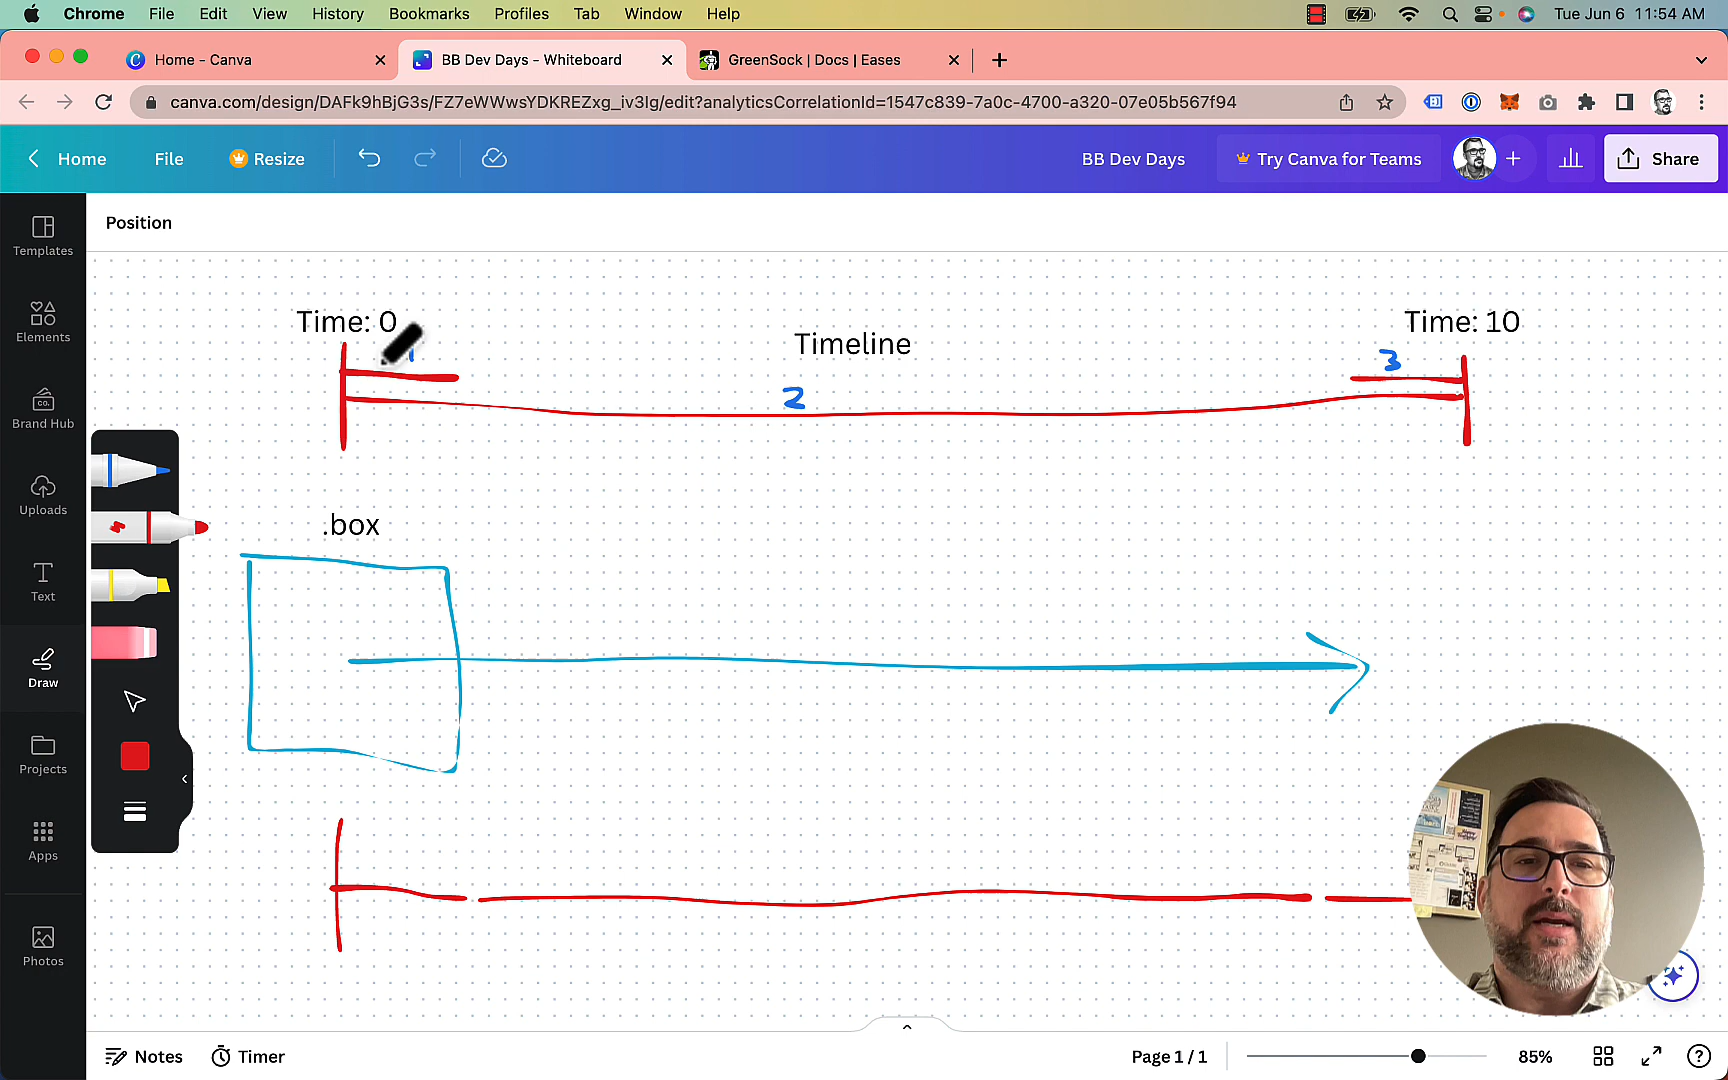 Chrome File Edit View History Bookmarks Profiles Tab Window Help Tue Jun 6 11:54 AM
Home - Canva BB Dev Days - Whiteboard GreenSock | Docs | Eases
canva.com/design/DAFk9hBjG3s/FZ7eWWwsYDKREZxg_iv3Ig/edit?analyticsCorrelationId=1547c839-7a0c-4700-a320-07e05b567f94
Home File Resize BB Dev Days Try Canva for Teams Share
Position
Templates
Elements
Brand Hub
Uploads
Text
Draw
Projects
Apps
Photos
Time: 0
Timeline
Time: 10
1
2
3
.box
Notes Timer Page 1 / 1 85%